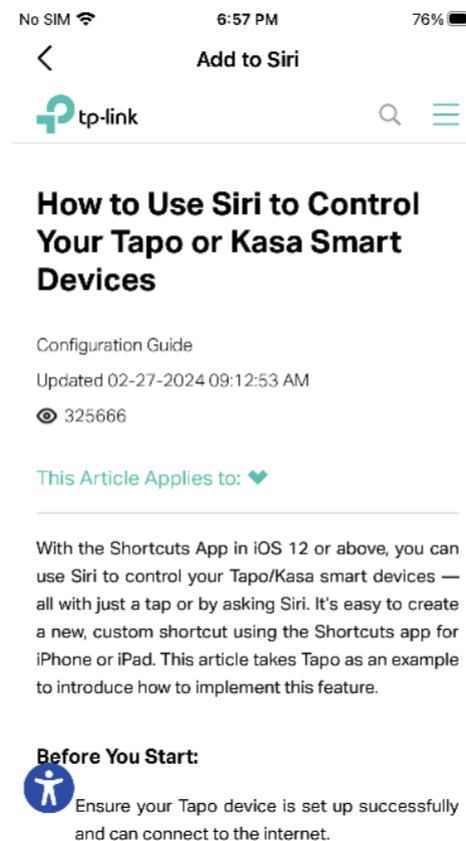 No SIM 6:57 PM 76%
Add to Siri
tp-link
How to Use Siri to Control
Your Tapo or Kasa Smart
Devices
Configuration Guide
Updated 02-27-2024 09:12:53 AM
325666
This Article Applies to:
With the Shortcuts App in iOS 12 or above, you can
use Siri to control your Tapo/Kasa smart devices —
all with just a tap or by asking Siri. It's easy to create
a new, custom shortcut using the Shortcuts app for
iPhone or iPad. This article takes Tapo as an example
to introduce how to implement this feature.
Before You Start:
Ensure your Tapo device is set up successfully
and can connect to the internet.